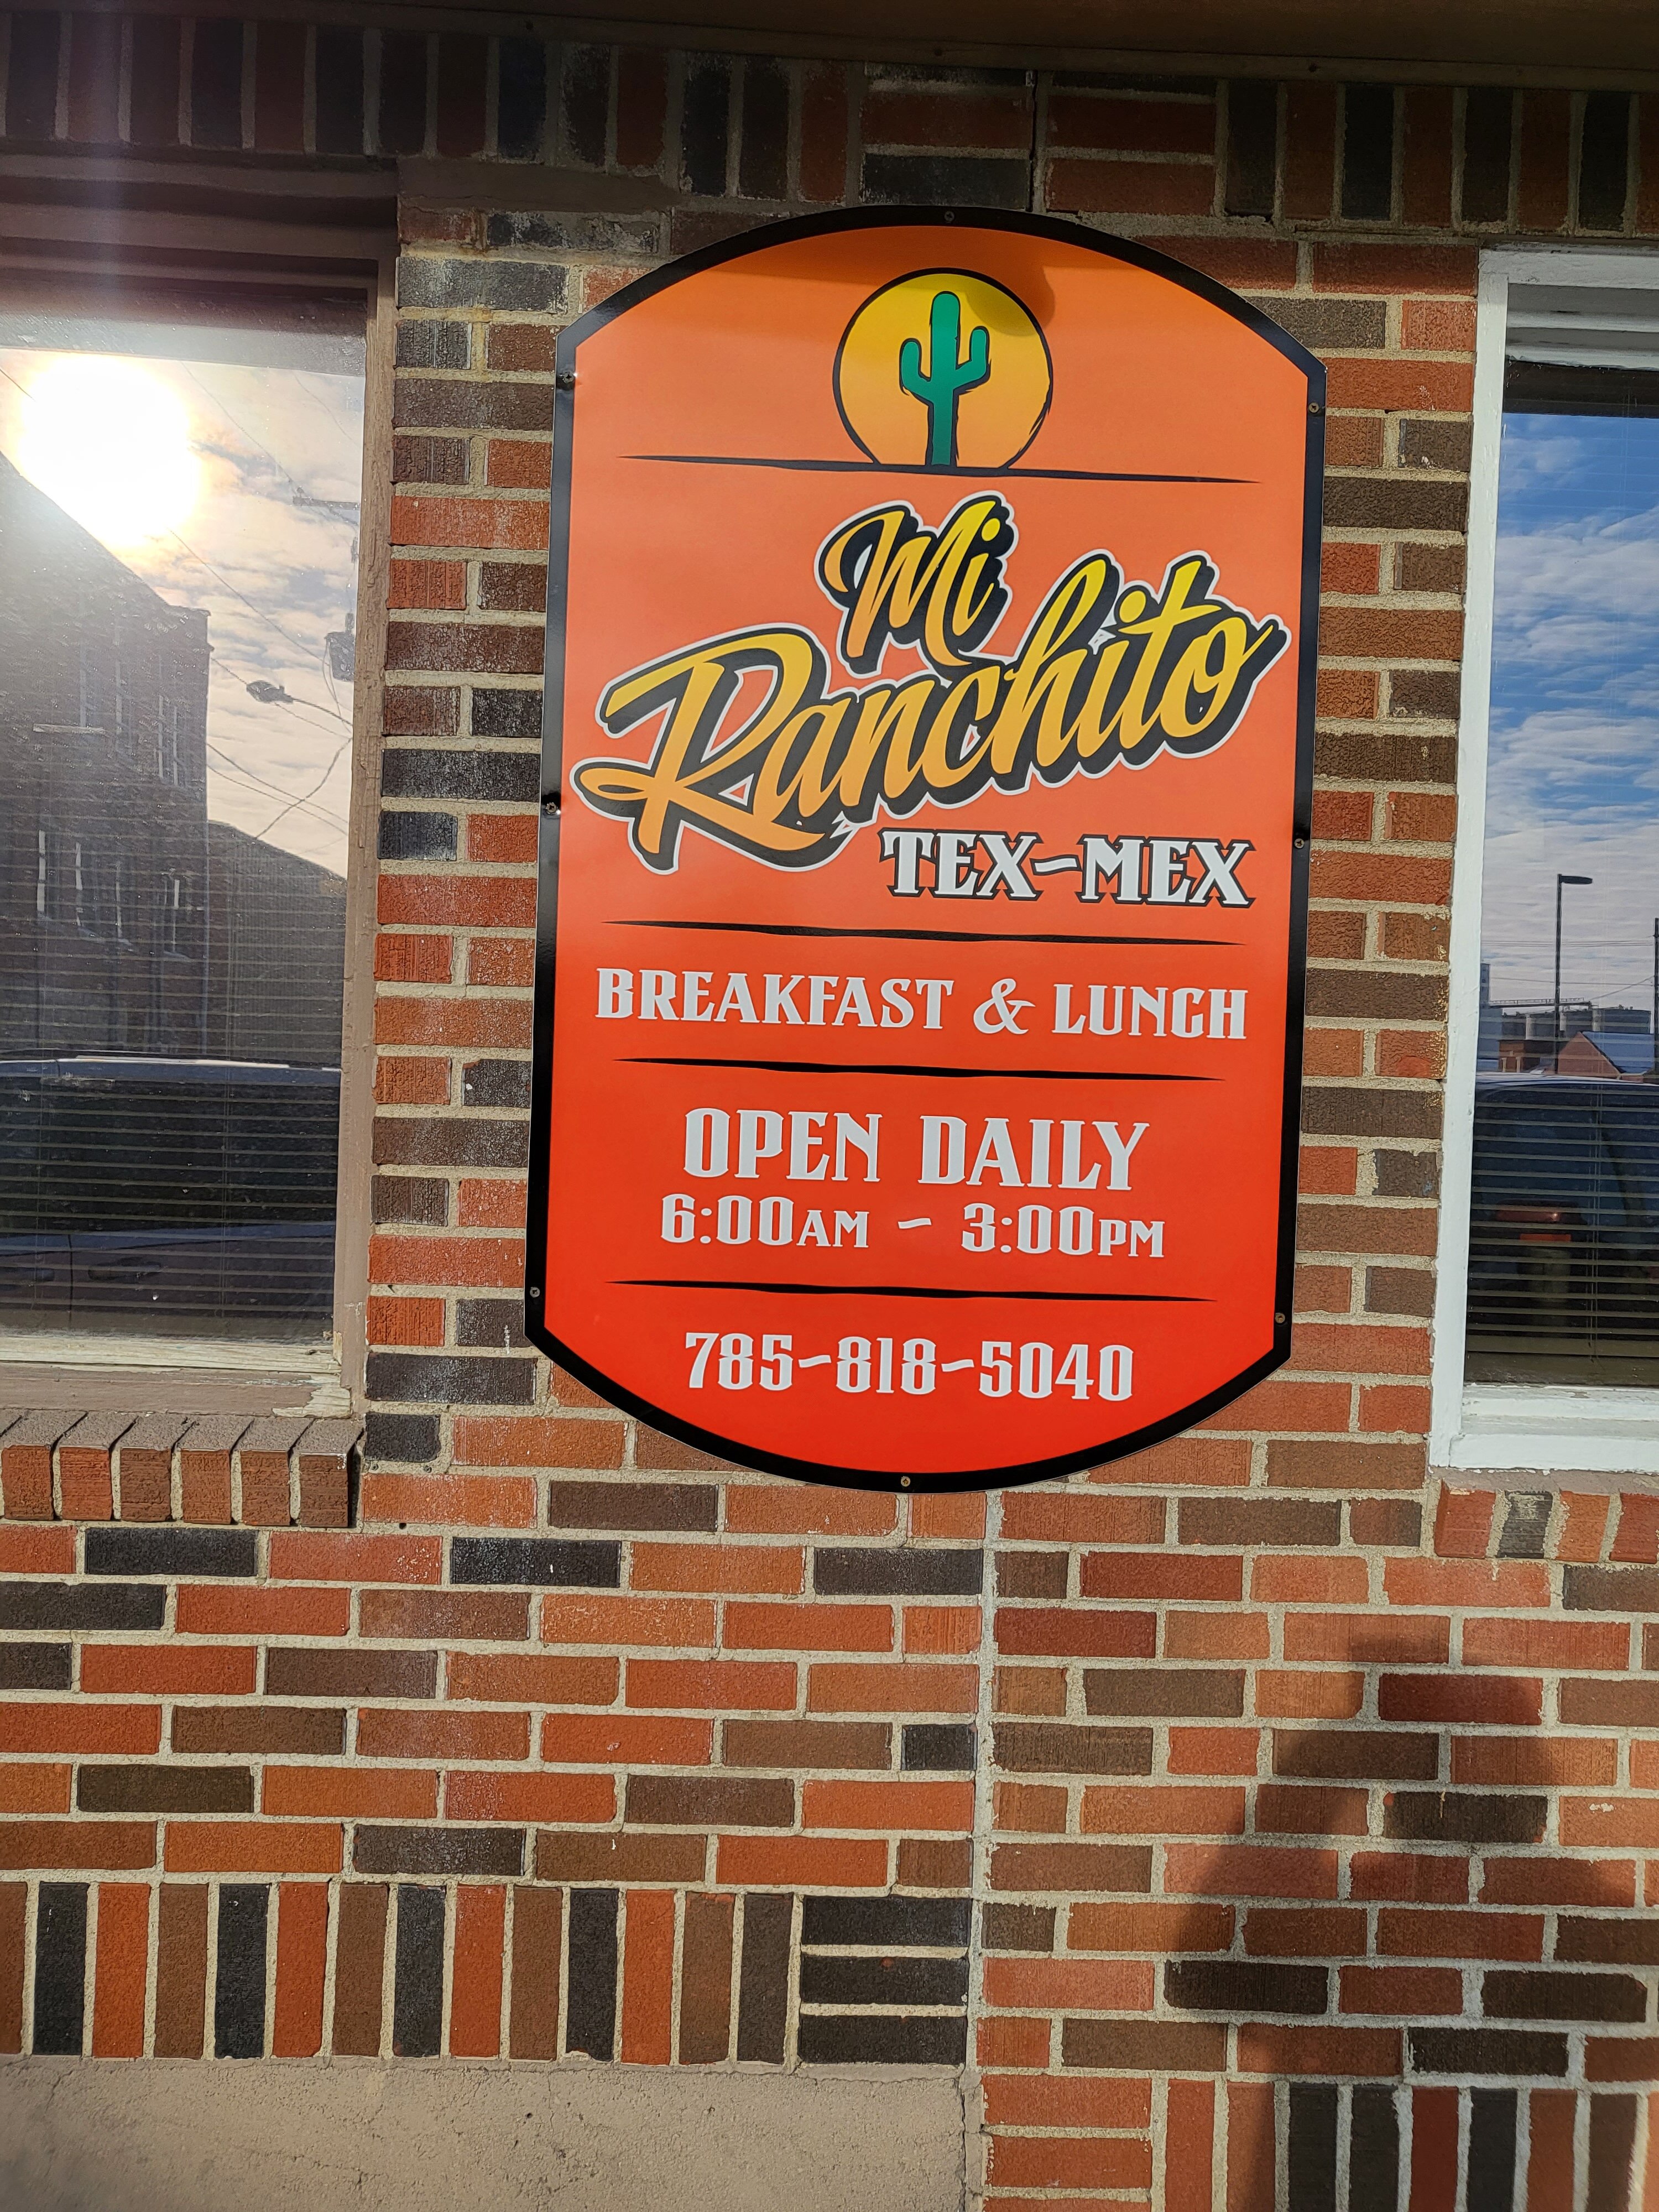 Mi
Ranchito
TEX-MEX
BREAKFAST & LUNCH
OPEN DAILY
6:00AM - 3:00PM
785-818-5040